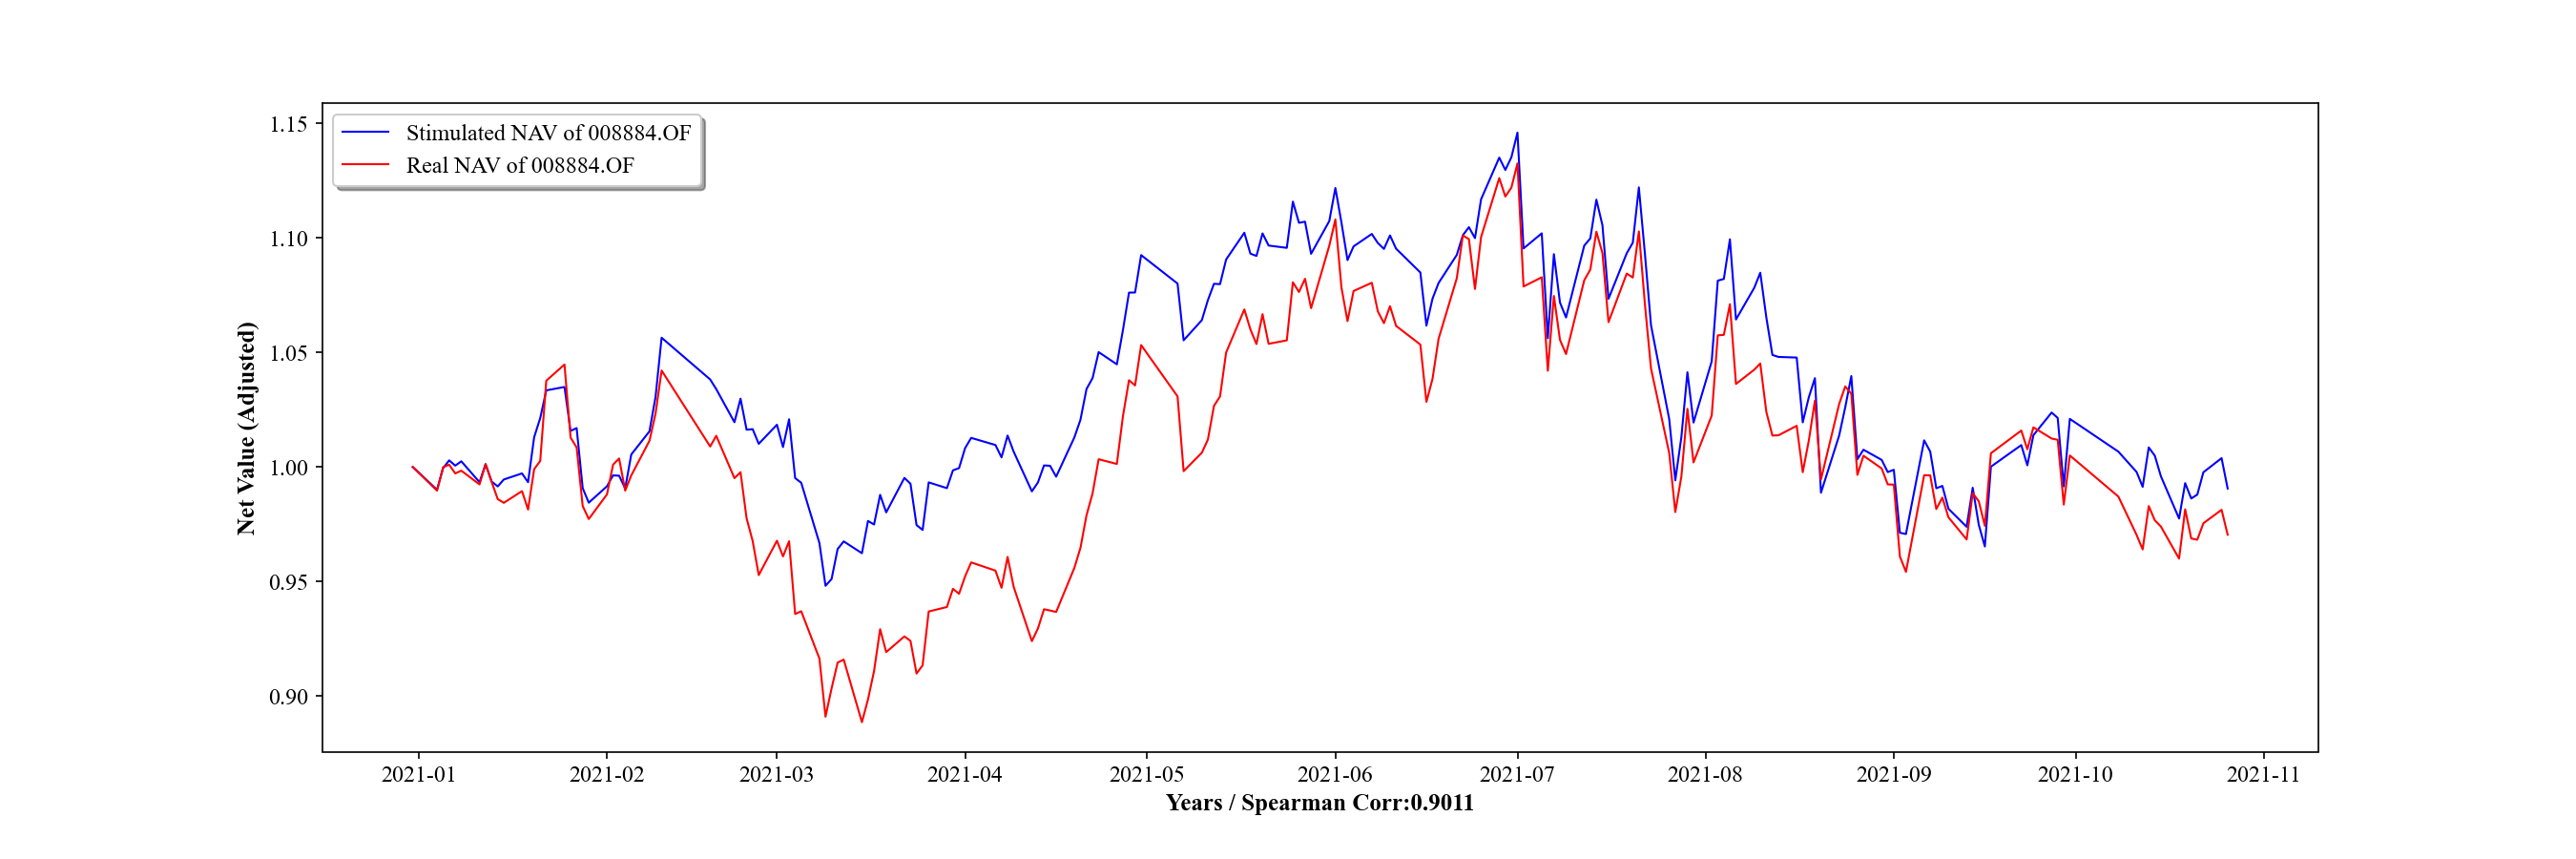 Stimulated NAV of 008884.OF
Real NAV of 008884.OF
1.15
1.10
1.05
1.00
0.95
0.90
Net Value (Adjusted)
2021-01 2021-02 2021-03 2021-04 2021-05 2021-06 2021-07 2021-08 2021-09 2021-10 2021-11
Years / Spearman Corr:0.9011